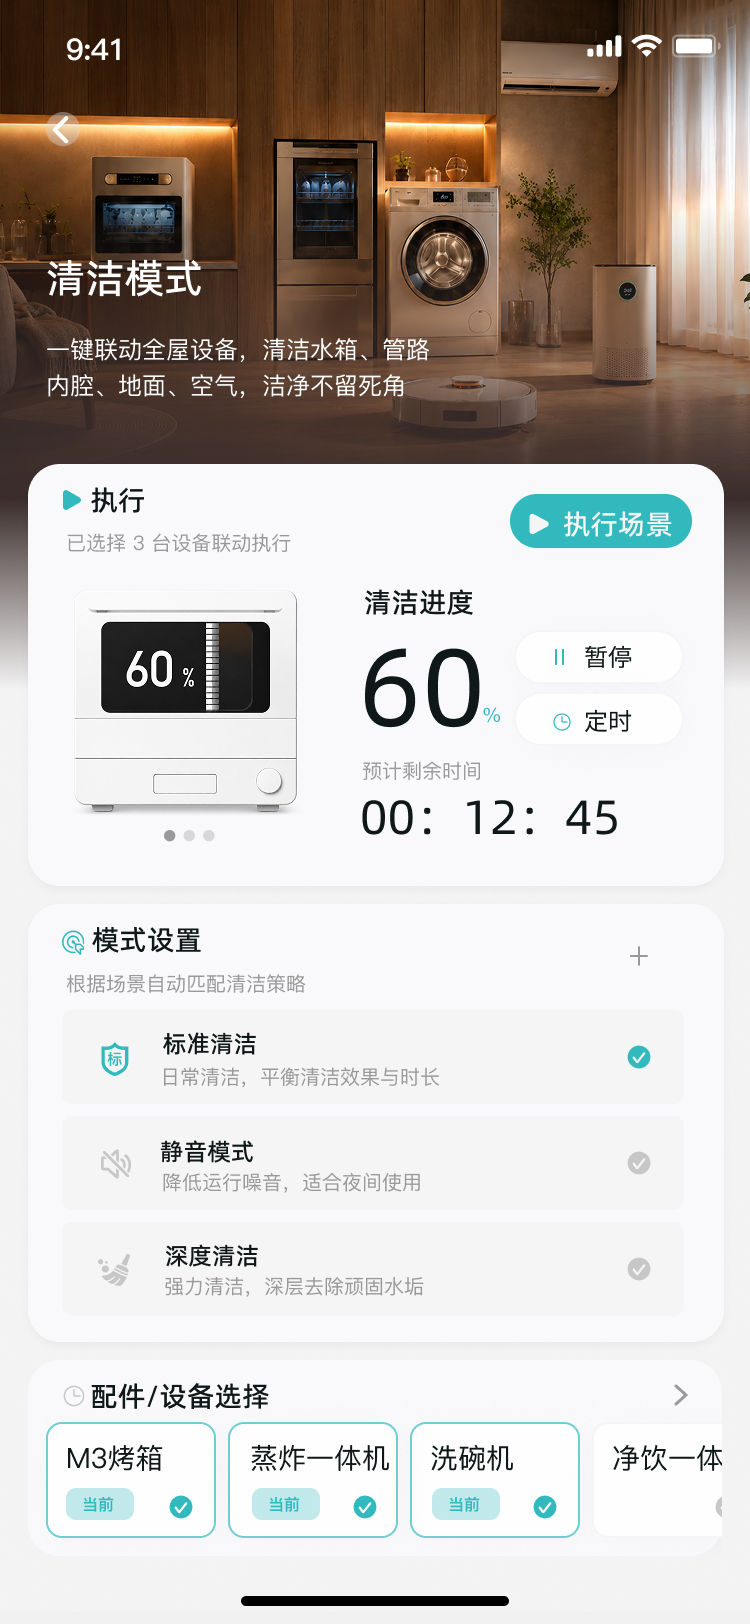 9:41
清洁模式
一键联动全屋设备，清洁水箱、管路
内腔、地面、空气，洁净不留死角
执行
已选择 3 台设备联动执行
执行场景
60 %
清洁进度
60 %
暂停
定时
预计剩余时间
00：12：45
模式设置
根据场景自动匹配清洁策略
标
标准清洁
日常清洁，平衡清洁效果与时长
静音模式
降低运行噪音，适合夜间使用
深度清洁
强力清洁，深层去除顽固水垢
配件/设备选择
M3烤箱
当前
蒸炸一体机
当前
洗碗机
当前
净饮一体